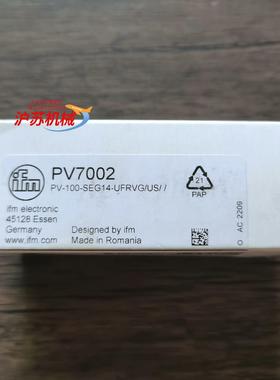 沪苏机械
ifm
PV7002
PV-100-SEG14-UFRVG/US/ /
21
PAP
ifm electronic
45128 Essen
Germany
www.ifm.com
Designed by ifm
Made in Romania
O AC 2209